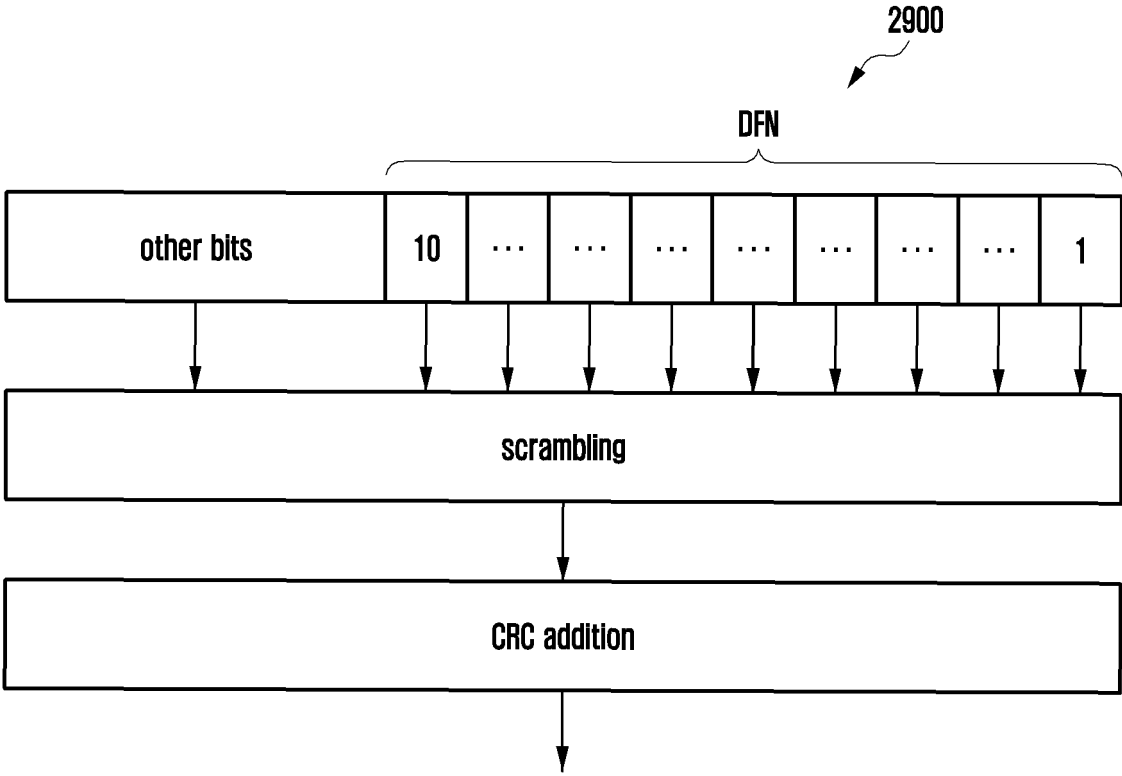 2900
DFN
other bits 10 ... ... ... ... ... ... ... 1
scrambling
CRC addition